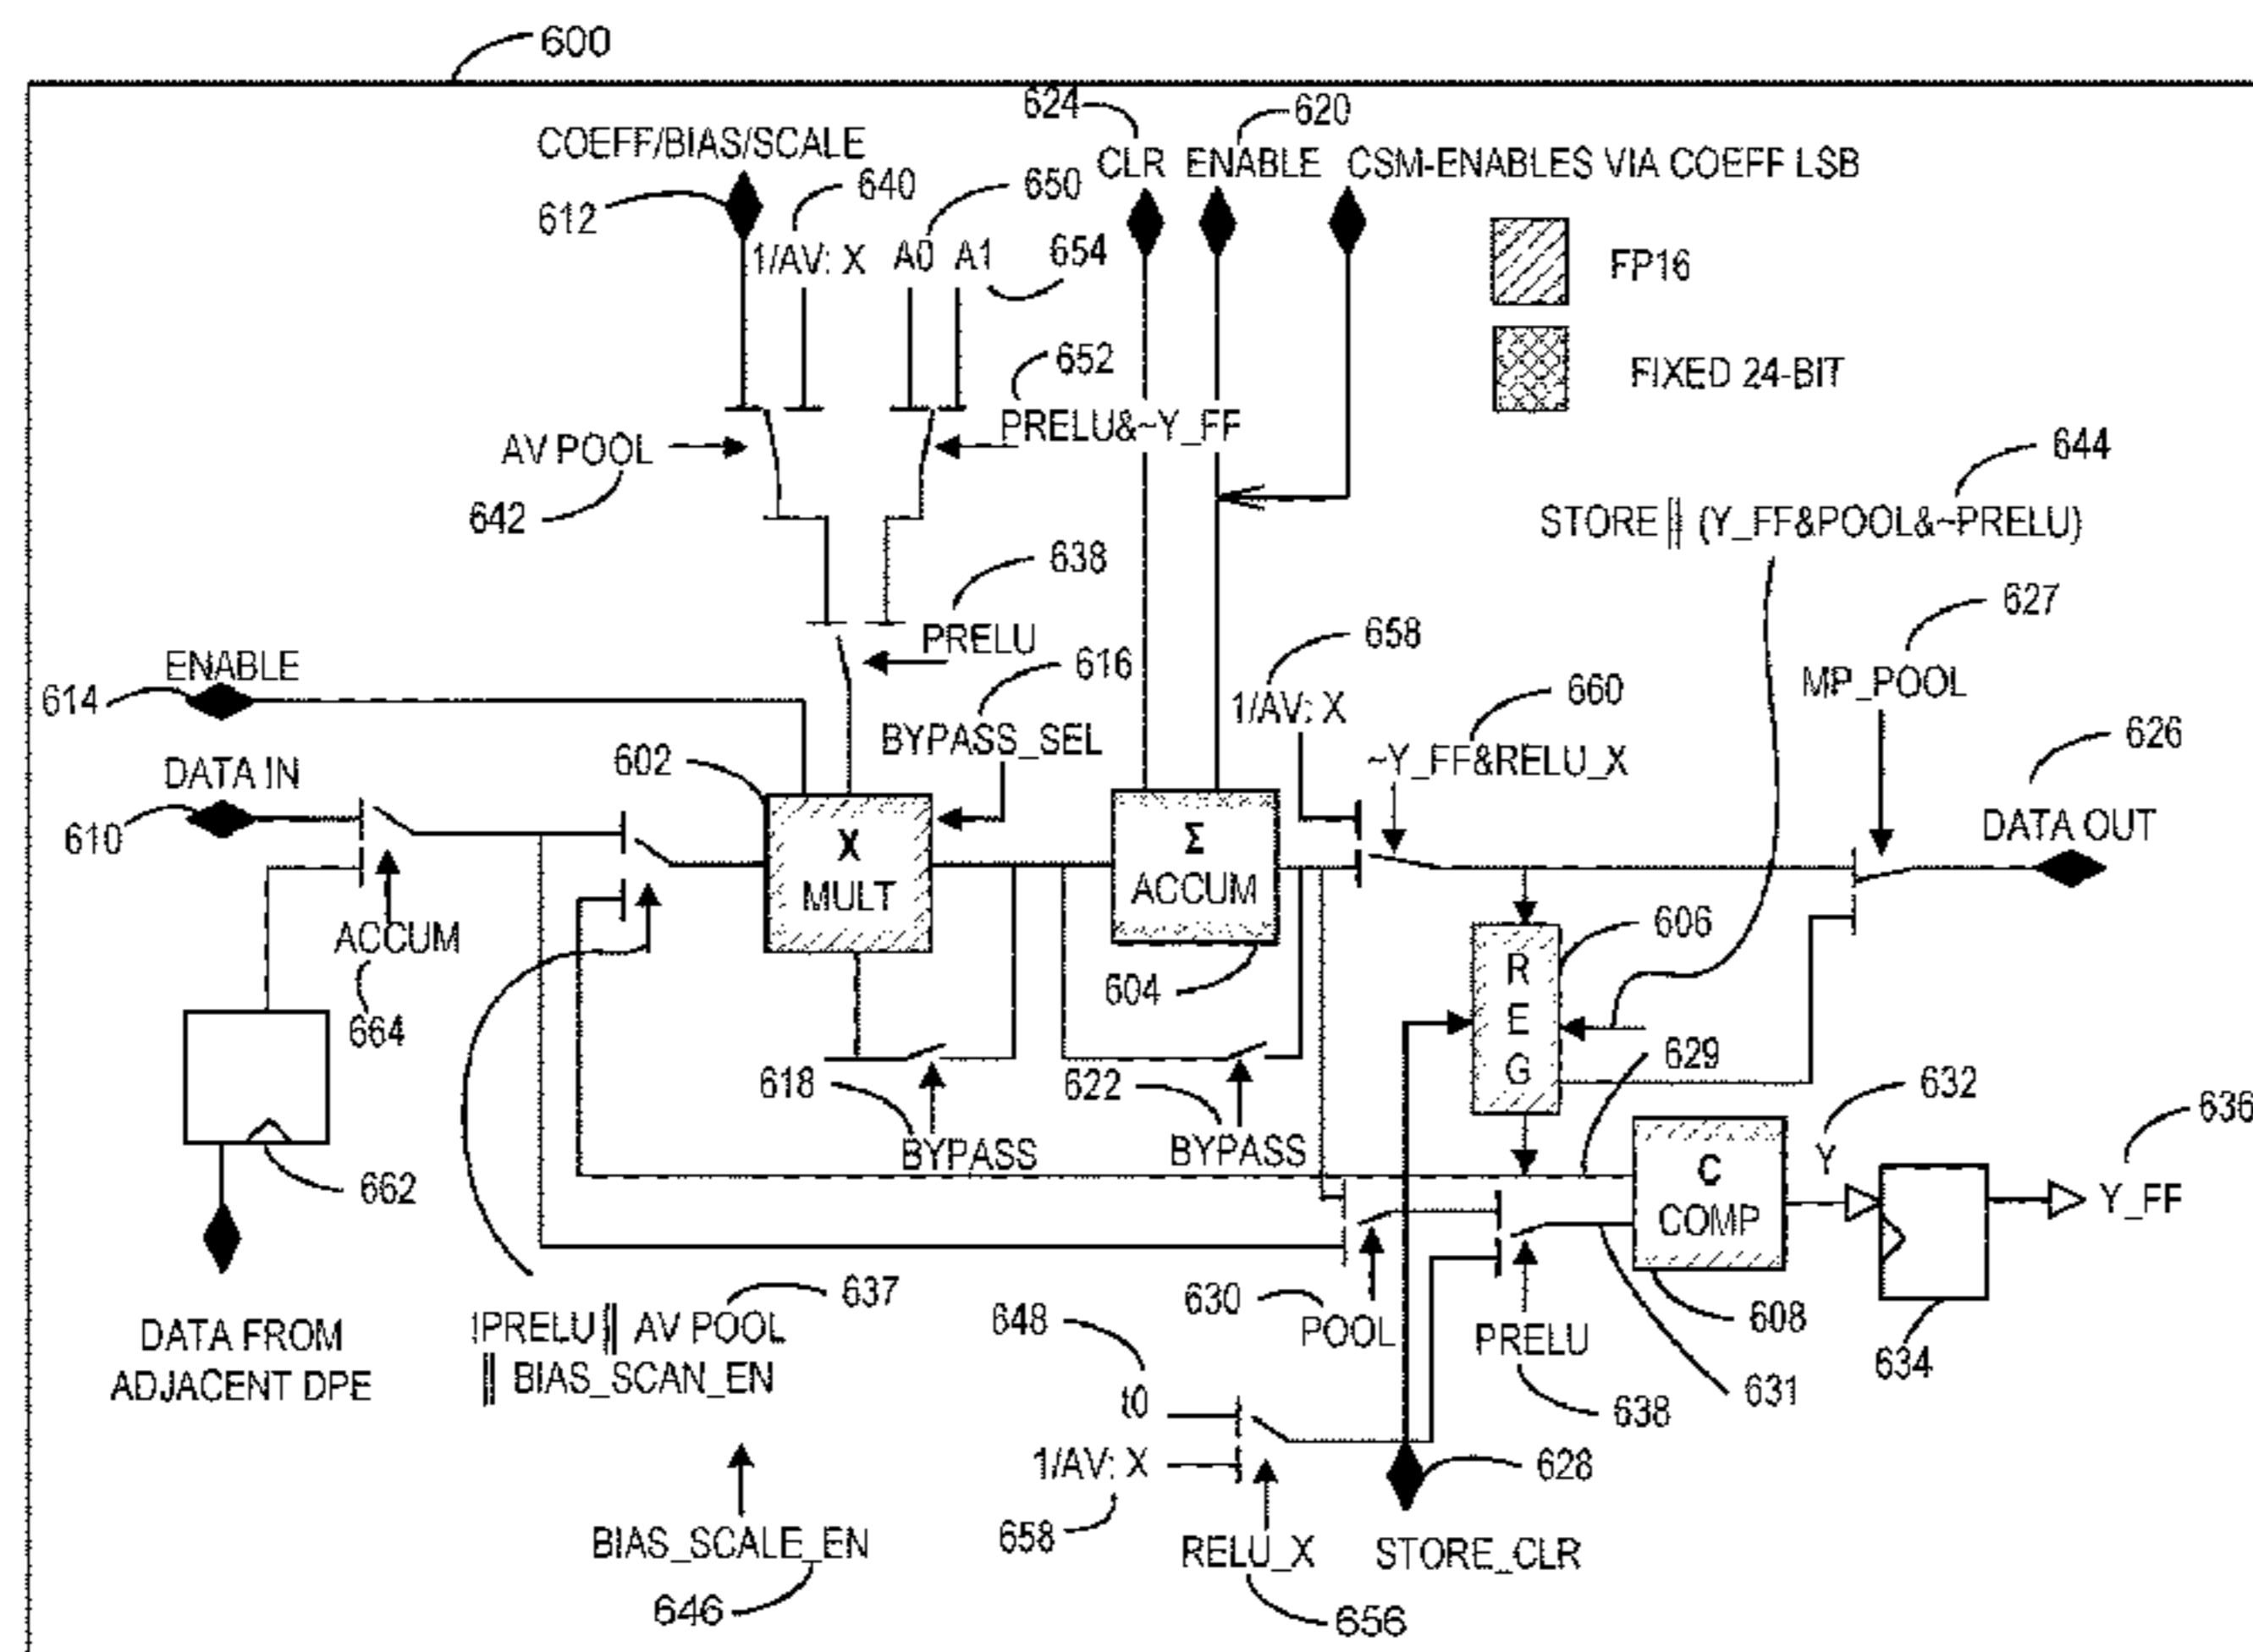 600
624
620
COEFF/BIAS/SCALE
CLR ENABLE CSM-ENABLES VIA COEFF LSB
640
650
612
1/AV: X A0 A1
654
FP16
652
FIXED 24-BIT
AV POOL
PRELU&~Y_FF
644
642
STORE || (Y_FF&POOL&~PRELU)
638
627
PRELU
658
ENABLE
616
MP_POOL
614
1/AV: X
660
BYPASS_SEL
626
DATA IN
602
~Y_FF&RELU_X
610
X
MULT
Σ
ACCUM
DATA OUT
ACCUM
606
664
604
R
E
G
629
618
622
632
636
BYPASS
BYPASS
C
COMP
Y
Y_FF
662
637
630
648
POOL
PRELU
608
634
DATA FROM
ADJACENT DPE
!PRELU || AV POOL
|| BIAS_SCAN_EN
t0
638
631
1/AV: X
628
658
BIAS_SCALE_EN
RELU_X
STORE_CLR
646
656